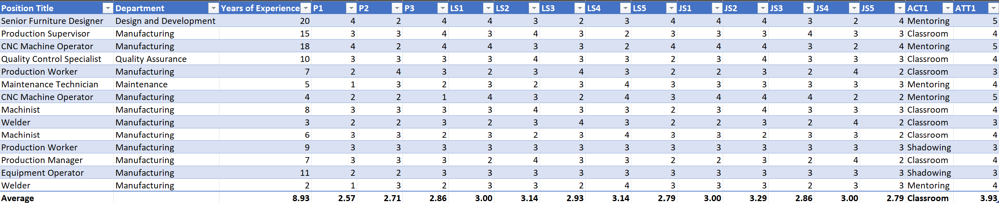 Position Title Department Years of Experience P1 P2 P3 LS1 LS2 LS3 LS4 LS5 JS1 JS2 JS3 JS4 JS5 ACT1 ATT1
Senior Furniture Designer Design and Development 20 4 2 4 4 3 2 3 4 4 4 3 2 4 Mentoring 5
Production Supervisor Manufacturing 15 3 3 4 3 4 3 2 3 3 3 4 3 3 Classroom 4
CNC Machine Operator Manufacturing 18 4 2 4 4 3 3 2 4 4 4 3 2 4 Mentoring 5
Quality Control Specialist Quality Assurance 10 3 3 3 3 4 3 3 2 3 4 3 3 3 Classroom 4
Production Worker Manufacturing 7 2 4 3 2 3 4 3 2 2 3 2 4 2 Classroom 3
Maintenance Technician Maintenance 5 1 3 2 3 2 3 4 3 3 3 3 3 3 Mentoring 4
CNC Machine Operator Manufacturing 4 2 2 1 4 3 2 4 3 4 4 4 2 2 Mentoring 5
Machinist Manufacturing 8 3 3 3 3 4 3 3 2 3 4 3 3 3 Classroom 4
Welder Manufacturing 3 2 2 3 2 3 4 3 2 2 3 2 4 2 Classroom 3
Machinist Manufacturing 6 3 3 2 3 2 3 4 3 3 2 3 3 2 Classroom 4
Production Worker Manufacturing 9 3 3 3 3 3 3 3 3 3 3 3 3 3 Shadowing 3
Production Manager Manufacturing 7 3 3 3 2 4 3 3 2 2 3 2 4 2 Classroom 4
Equipment Operator Manufacturing 11 2 2 3 3 3 3 3 3 3 3 3 3 3 Shadowing 3
Welder Manufacturing 2 1 3 2 3 3 2 4 3 3 3 2 3 3 Mentoring 4
Average 8.93 2.57 2.71 2.86 3.00 3.14 2.93 3.14 2.79 3.00 3.29 2.86 3.00 2.79 Classroom 3.93